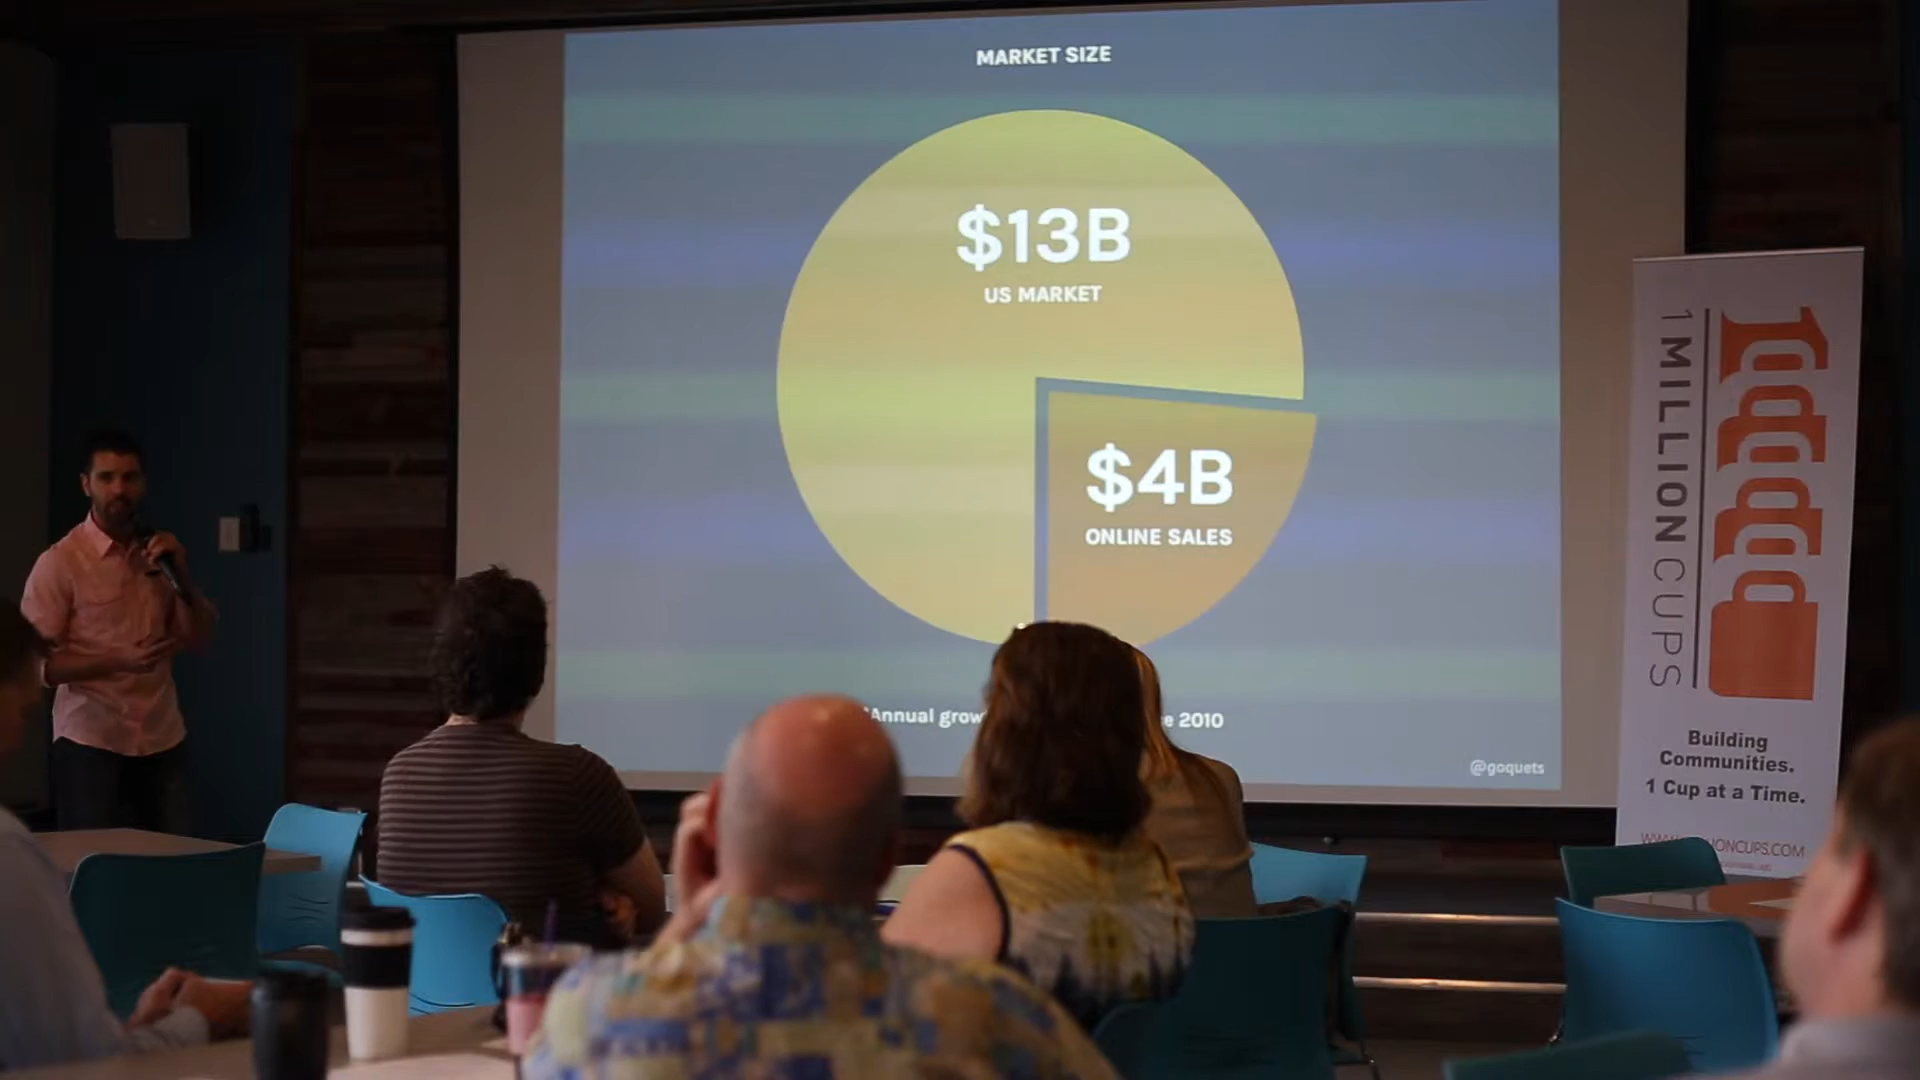 MARKET SIZE
$13B
US MARKET
$4B
ONLINE SALES
Annual
2010
@goquets
1 MILLION CUPS
Building
Communities.
1 Cup at a Time.